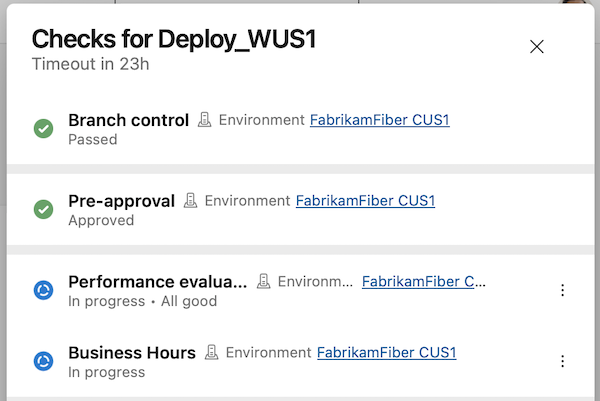 Checks for Deploy_WUS1
Timeout in 23h
Branch control Environment FabrikamFiber CUS1
Passed
Pre-approval Environment FabrikamFiber CUS1
Approved
Performance evalua... Environm... FabrikamFiber C...
In progress • All good
Business Hours Environment FabrikamFiber CUS1
In progress